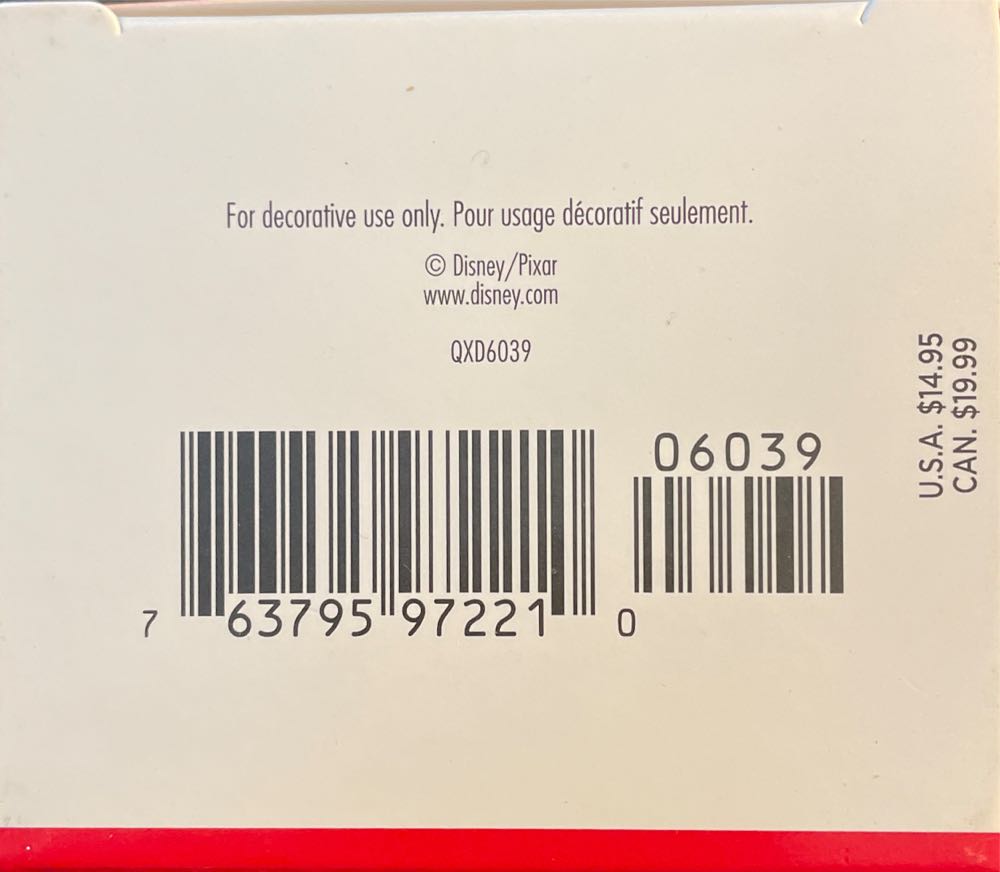 For decorative use only. Pour usage décoratif seulement.
© Disney/Pixar
www.disney.com
QXD6039
U.S.A. $14.95
CAN. $19.99
06039
7 63795 97221 0